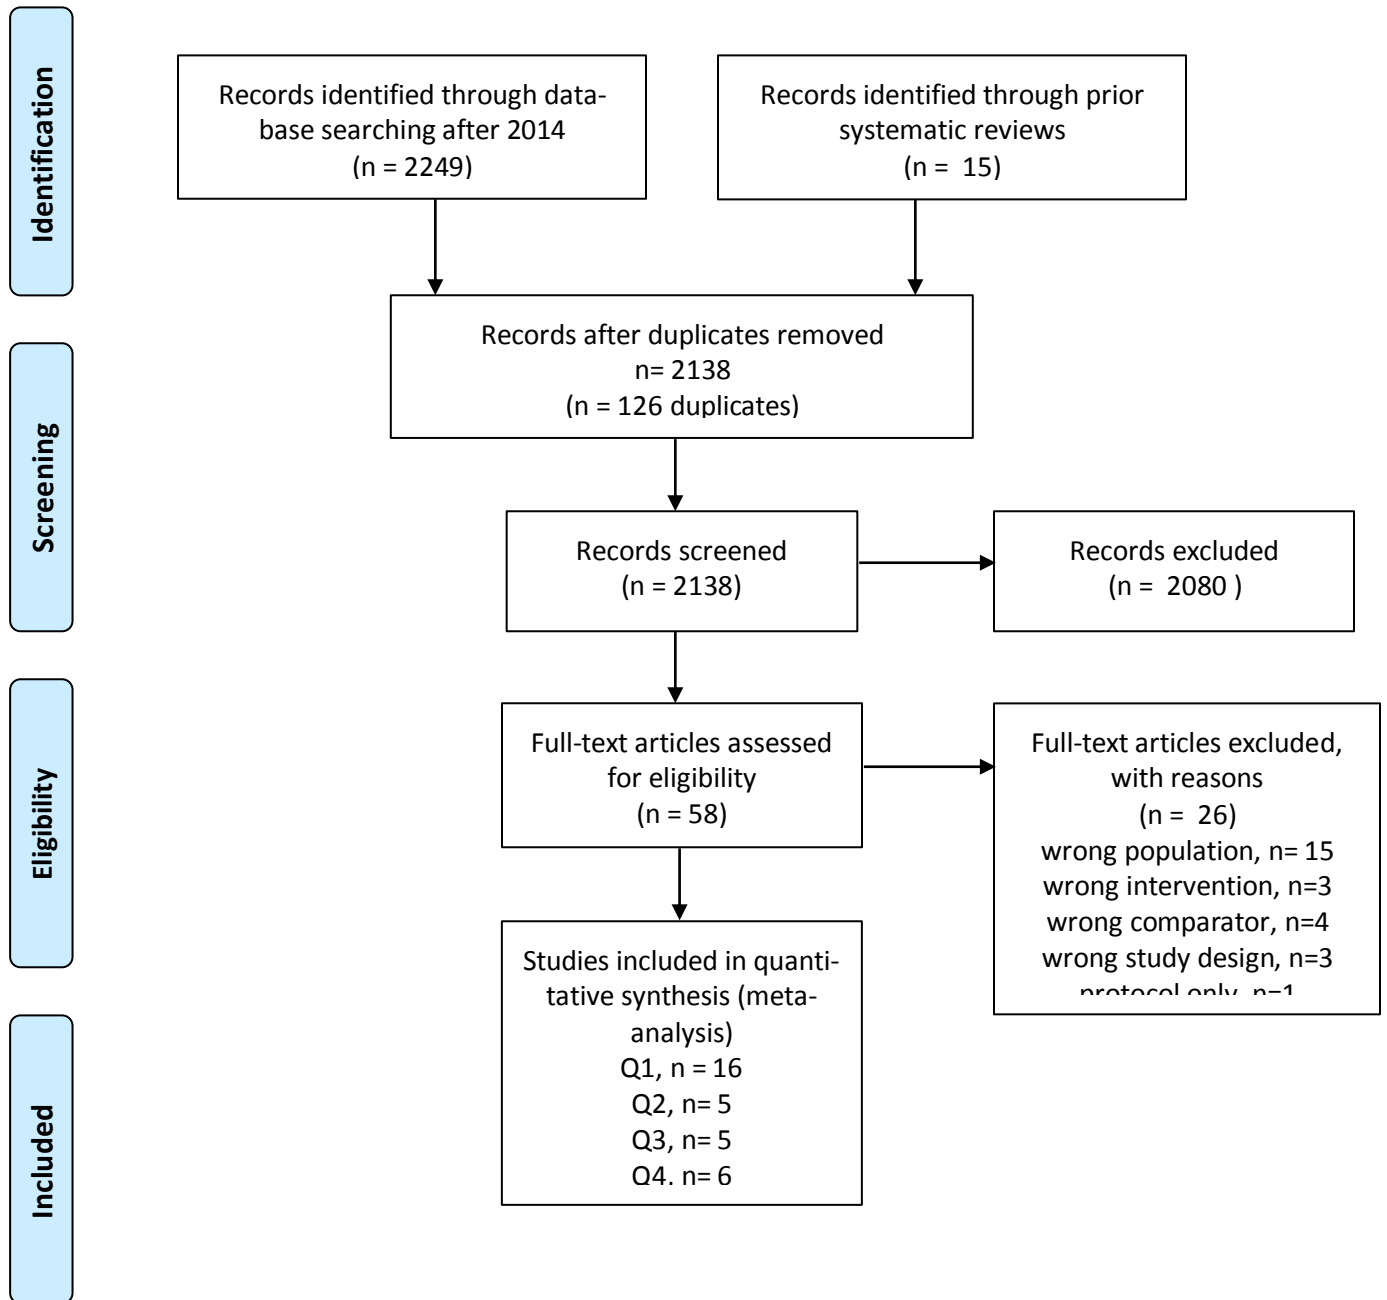 Identification
Records identified through data-
base searching after 2014
(n = 2249)
Records identified through prior
systematic reviews
(n =  15)
Screening
Records after duplicates removed
n= 2138
(n = 126 duplicates)
Records screened
(n = 2138)
Records excluded
(n =  2080 )
Eligibility
Full-text articles assessed
for eligibility
(n = 58)
Full-text articles excluded,
with reasons
(n =  26)
wrong population, n= 15
wrong intervention, n=3
wrong comparator, n=4
wrong study design, n=3
protocol only, n=1
Included
Studies included in quanti-
tative synthesis (meta-
analysis)
Q1, n = 16
Q2, n= 5
Q3, n= 5
Q4, n= 6